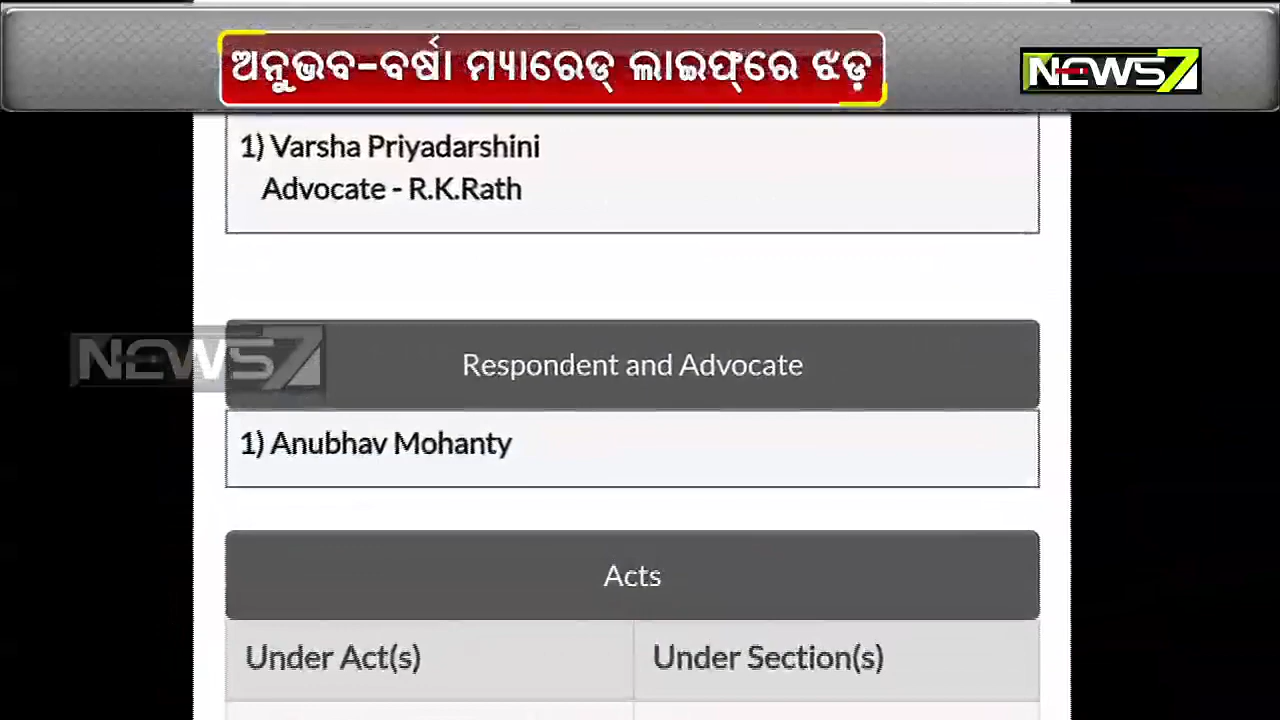 ଅନୁଭବ-ବର୍ଷା ମ୍ୟାରେଡ୍ ଲାଇଫ୍‌ରେ ଝଡ଼
NEWS7
1) Varsha Priyadarshini
Advocate - R.K.Rath
NEWS7
Respondent and Advocate
1) Anubhav Mohanty
Acts
Under Act(s)
Under Section(s)